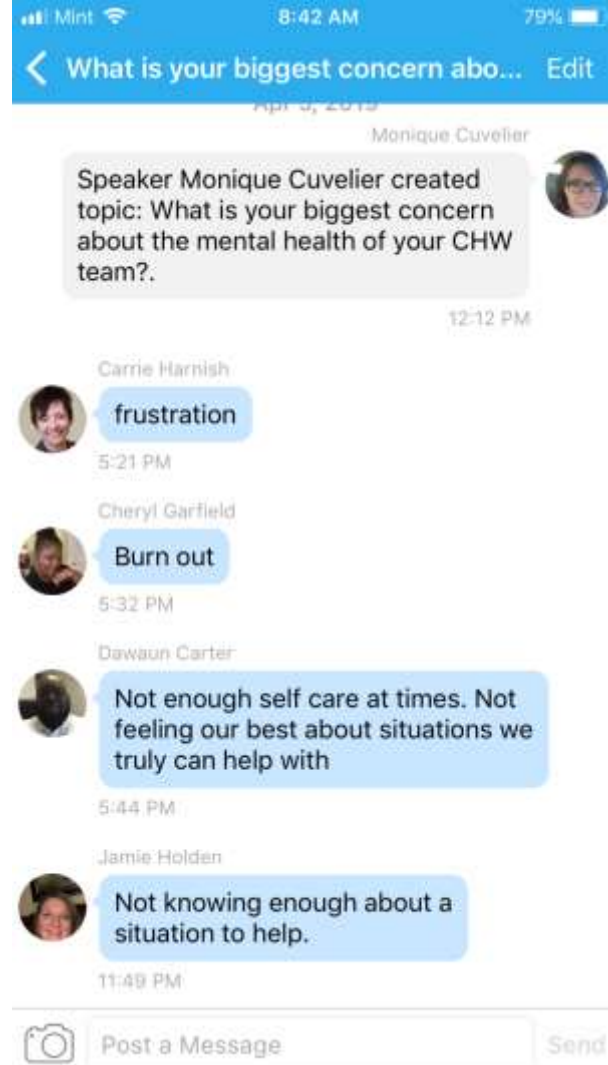 Mint 8:42 AM 79%
What is your biggest concern abo... Edit
Apr 5, 2019
Monique Cuvelier
Speaker Monique Cuvelier created
topic: What is your biggest concern
about the mental health of your CHW
team?.
12:12 PM
Carrie Harnish
frustration
5:21 PM
Cheryl Garfield
Burn out
5:32 PM
Dawaun Carter
Not enough self care at times. Not
feeling our best about situations we
truly can help with
5:44 PM
Jamie Holden
Not knowing enough about a
situation to help.
11:49 PM
Post a Message Send